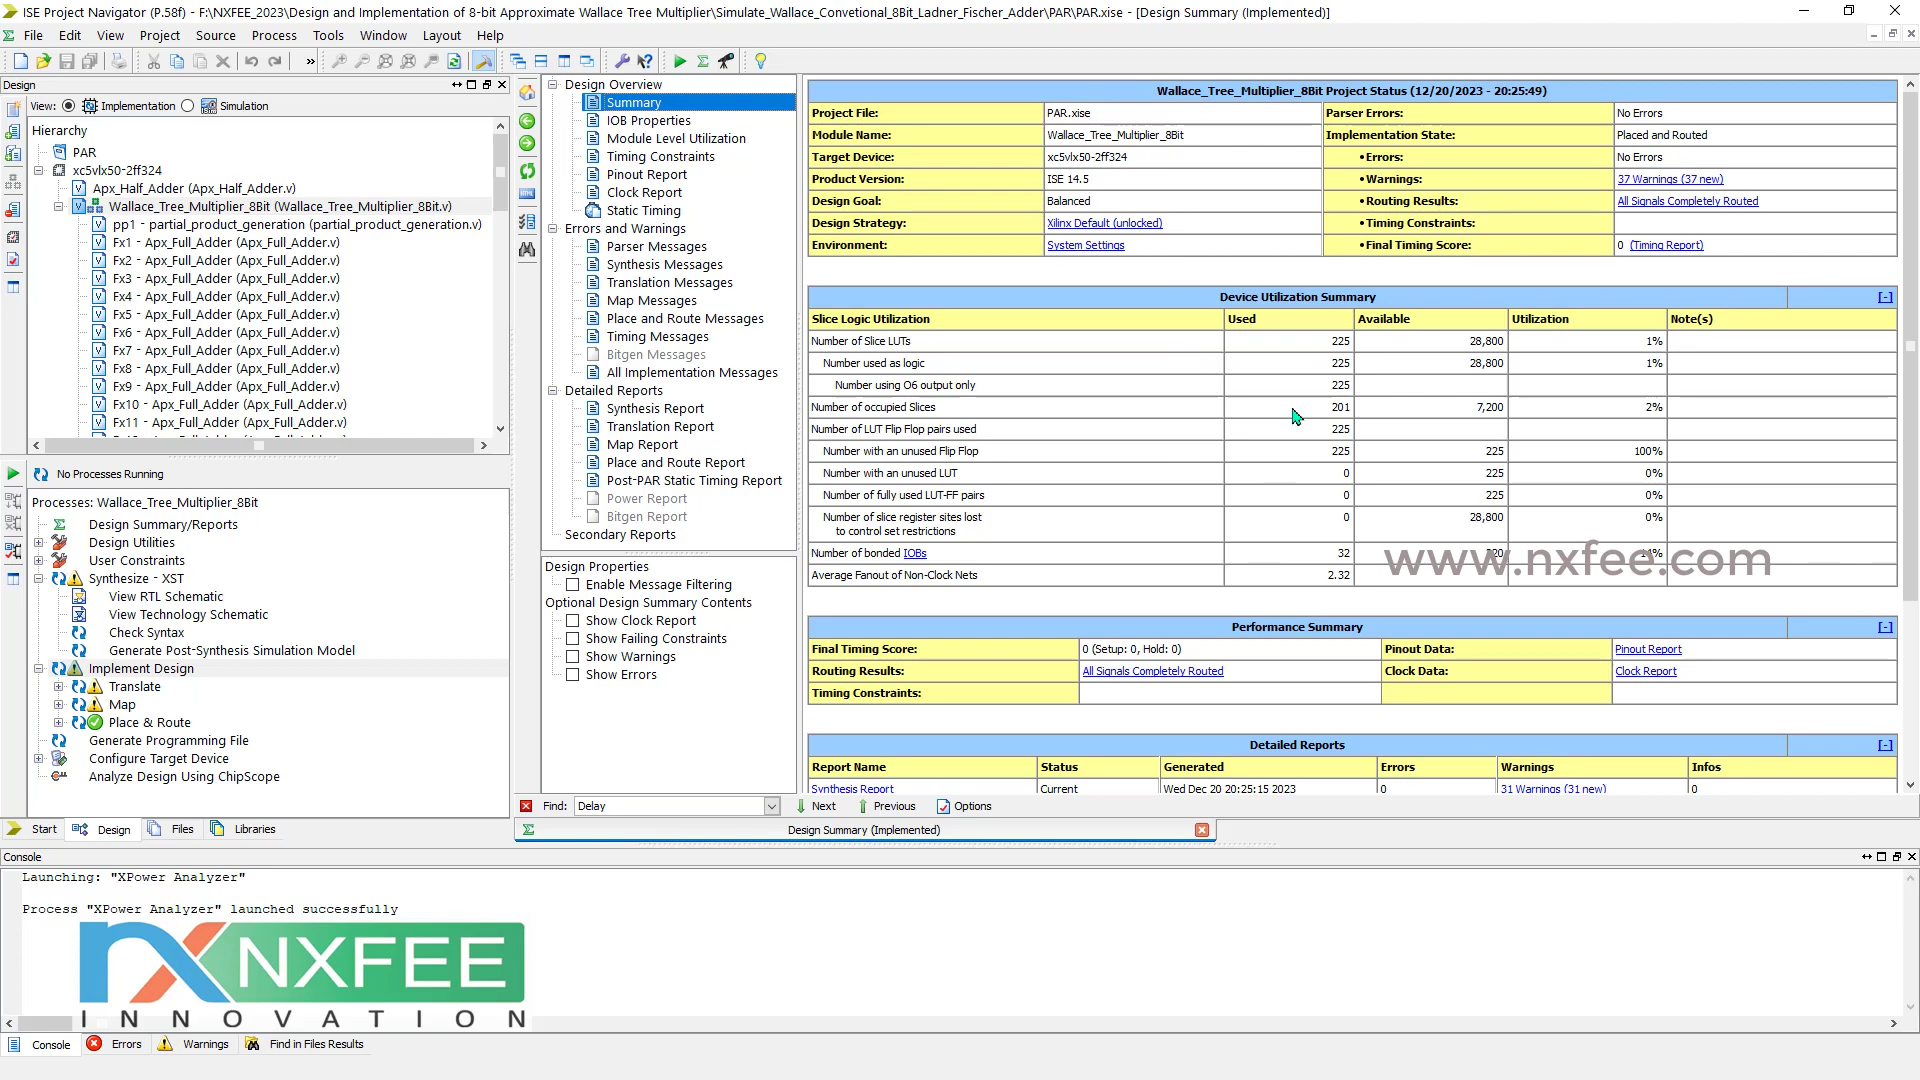 ISE Project Navigator (P.58f) - F:\NXFEE_2023\Design and Implementation of 8-bit Approximate Wallace Tree Multiplier\Simulate_Wallace_Convetional_8Bit_Ladner_Fischer_Adder\PAR\PAR.xise - [Design Summary (Implemented)]
File Edit View Project Source Process Tools Window Layout Help
Design
View: Implementation Simulation
Hierarchy
PAR
xc5vlx50-2ff324
Apx_Half_Adder (Apx_Half_Adder.v)
Wallace_Tree_Multiplier_8Bit (Wallace_Tree_Multiplier_8Bit.v)
pp1 - partial_product_generation (partial_product_generation.v)
Fx1 - Apx_Full_Adder (Apx_Full_Adder.v)
Fx2 - Apx_Full_Adder (Apx_Full_Adder.v)
Fx3 - Apx_Full_Adder (Apx_Full_Adder.v)
Fx4 - Apx_Full_Adder (Apx_Full_Adder.v)
Fx5 - Apx_Full_Adder (Apx_Full_Adder.v)
Fx6 - Apx_Full_Adder (Apx_Full_Adder.v)
Fx7 - Apx_Full_Adder (Apx_Full_Adder.v)
Fx8 - Apx_Full_Adder (Apx_Full_Adder.v)
Fx9 - Apx_Full_Adder (Apx_Full_Adder.v)
Fx10 - Apx_Full_Adder (Apx_Full_Adder.v)
Fx11 - Apx_Full_Adder (Apx_Full_Adder.v)
No Processes Running
Processes: Wallace_Tree_Multiplier_8Bit
Design Summary/Reports
Design Utilities
User Constraints
Synthesize - XST
View RTL Schematic
View Technology Schematic
Check Syntax
Generate Post-Synthesis Simulation Model
Implement Design
Translate
Map
Place & Route
Generate Programming File
Configure Target Device
Analyze Design Using ChipScope
Start Design Files Libraries
Design Overview
Summary
IOB Properties
Module Level Utilization
Timing Constraints
Pinout Report
Clock Report
Static Timing
Errors and Warnings
Parser Messages
Synthesis Messages
Translation Messages
Map Messages
Place and Route Messages
Timing Messages
Bitgen Messages
All Implementation Messages
Detailed Reports
Synthesis Report
Translation Report
Map Report
Place and Route Report
Post-PAR Static Timing Report
Power Report
Bitgen Report
Secondary Reports
Design Properties
Enable Message Filtering
Optional Design Summary Contents
Show Clock Report
Show Failing Constraints
Show Warnings
Show Errors
Wallace_Tree_Multiplier_8Bit Project Status (12/20/2023 - 20:25:49)
Project File: PAR.xise Parser Errors: No Errors
Module Name: Wallace_Tree_Multiplier_8Bit Implementation State: Placed and Routed
Target Device: xc5vlx50-2ff324 •Errors: No Errors
Product Version: ISE 14.5 •Warnings: 37 Warnings (37 new)
Design Goal: Balanced •Routing Results: All Signals Completely Routed
Design Strategy: Xilinx Default (unlocked) •Timing Constraints:
Environment: System Settings •Final Timing Score: 0 (Timing Report)
Device Utilization Summary [-]
Slice Logic Utilization Used Available Utilization Note(s)
Number of Slice LUTs 225 28,800 1%
Number used as logic 225 28,800 1%
Number using O6 output only 225
Number of occupied Slices 201 7,200 2%
Number of LUT Flip Flop pairs used 225
Number with an unused Flip Flop 225 225 100%
Number with an unused LUT 0 225 0%
Number of fully used LUT-FF pairs 0 225 0%
Number of slice register sites lost to control set restrictions 0 28,800 0%
Number of bonded IOBs 32
Average Fanout of Non-Clock Nets 2.32
www.nxfee.com
Performance Summary [-]
Final Timing Score: 0 (Setup: 0, Hold: 0) Pinout Data: Pinout Report
Routing Results: All Signals Completely Routed Clock Data: Clock Report
Timing Constraints:
Detailed Reports [-]
Report Name Status Generated Errors Warnings Infos
Synthesis Report Current Wed Dec 20 20:25:15 2023 0 31 Warnings (31 new) 0
Find: Delay Next Previous Options
Design Summary (Implemented)
Console
Launching: "XPower Analyzer"
Process "XPower Analyzer" launched successfully
NXFEE
INNOVATION
Console Errors Warnings Find in Files Results